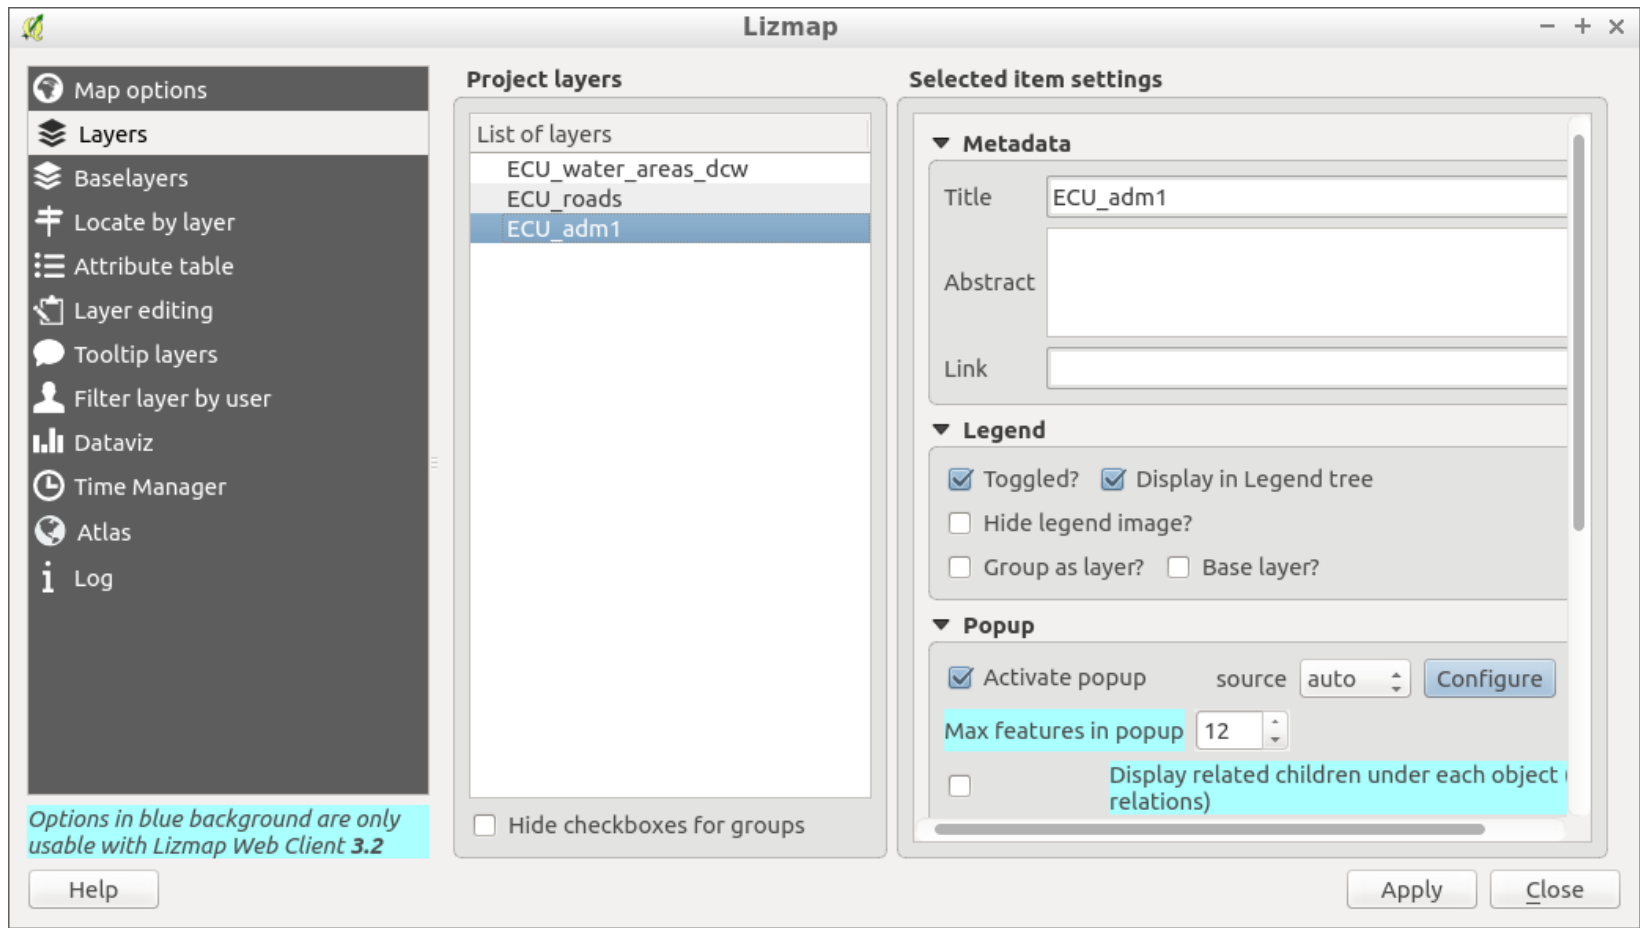 Lizmap
Map options
Layers
Baselayers
Locate by layer
Attribute table
Layer editing
Tooltip layers
Filter layer by user
Dataviz
Time Manager
Atlas
Log
Options in blue background are only
usable with Lizmap Web Client 3.2
Project layers
List of layers
ECU_water_areas_dcw
ECU_roads
ECU_adm1
Hide checkboxes for groups
Selected item settings
Metadata
Title ECU_adm1
Abstract
Link
Legend
Toggled? Display in Legend tree
Hide legend image?
Group as layer? Base layer?
Popup
Activate popup source auto Configure
Max features in popup 12
Display related children under each object (
relations)
Help
Apply Close